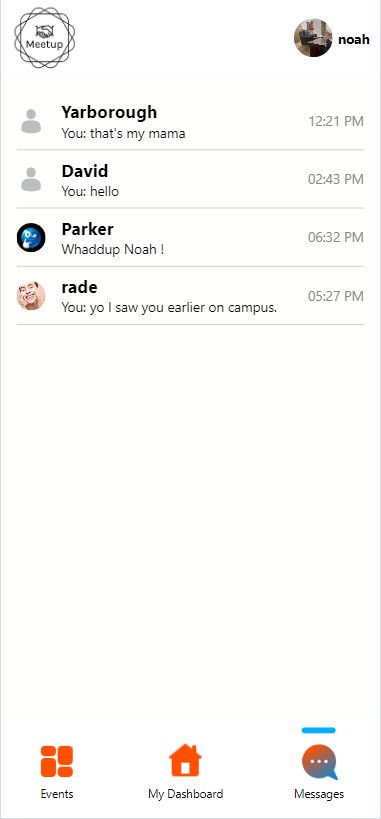 Meetup
noah
Yarborough
12:21 PM
You: that's my mama
David
02:43 PM
You: hello
Parker
06:32 PM
Whaddup Noah !
rade
05:27 PM
You: yo I saw you earlier on campus.
Events
My Dashboard
Messages